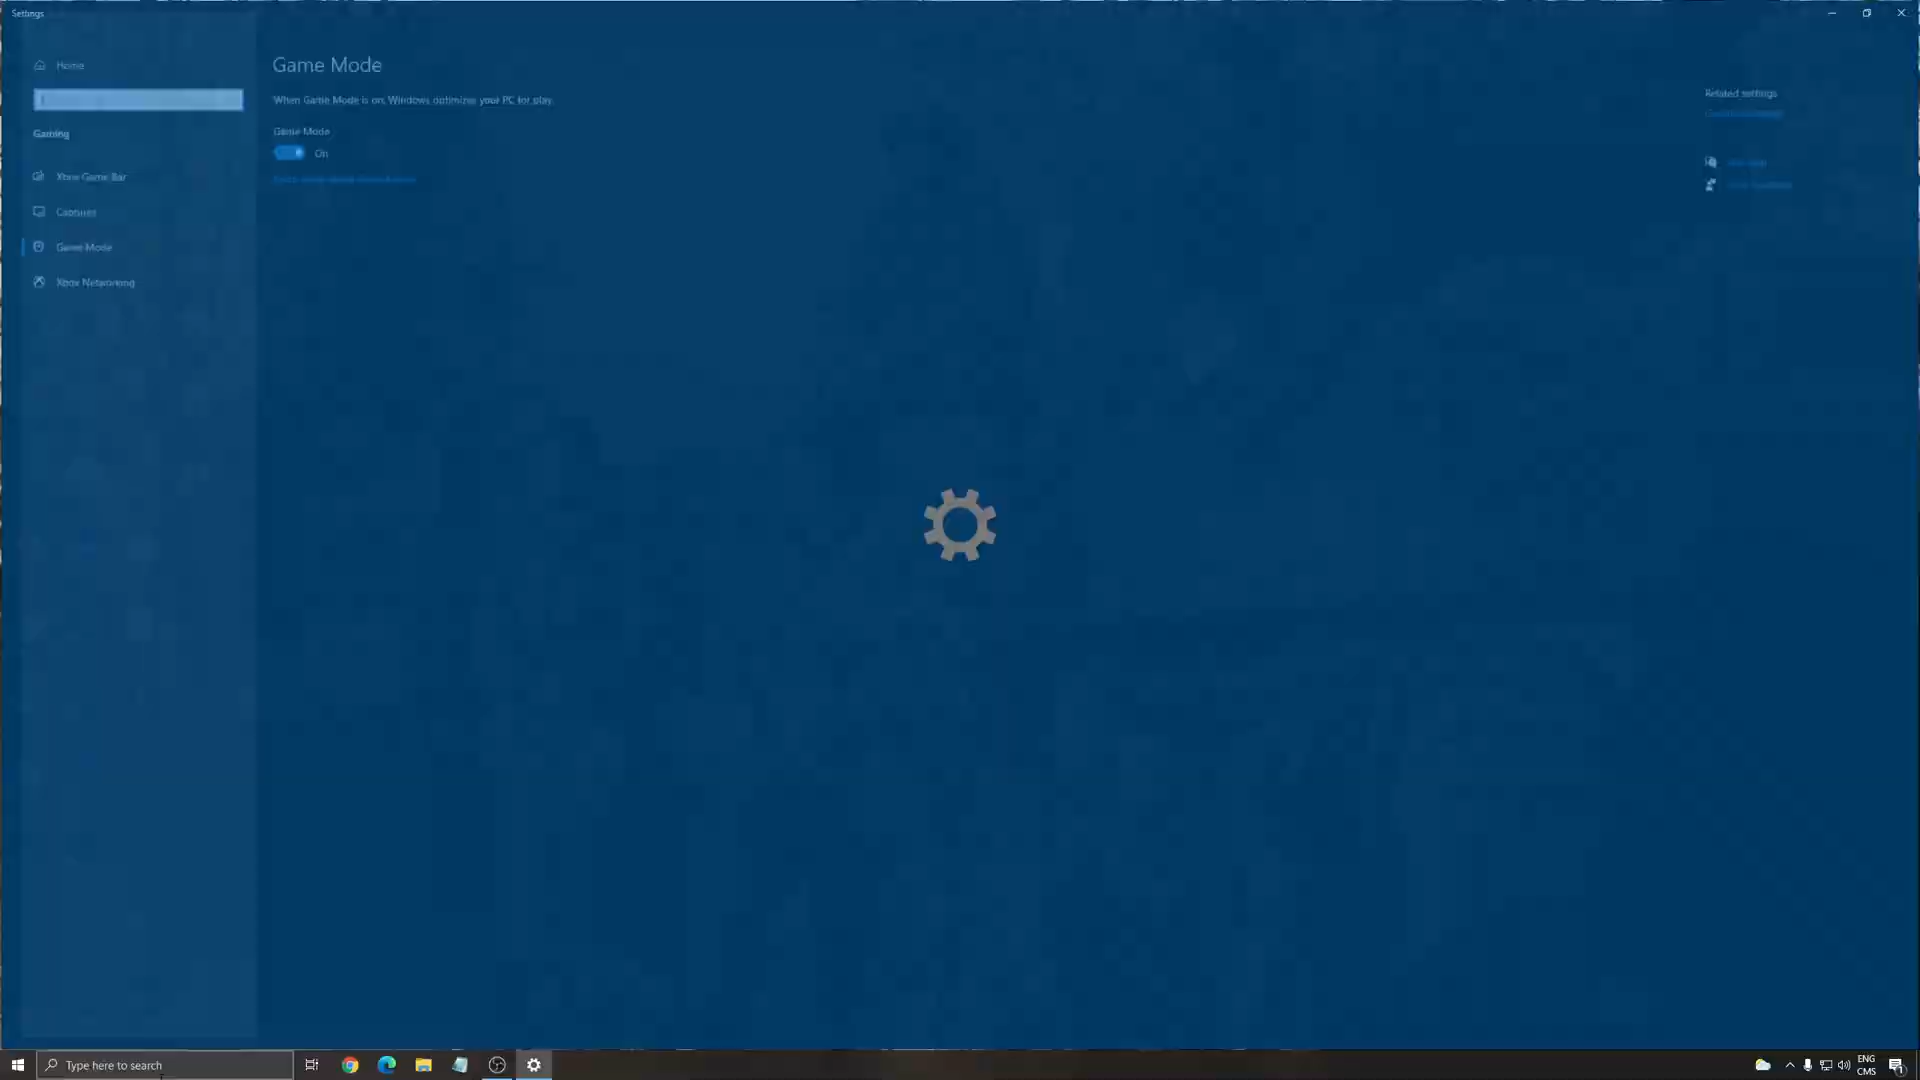 Settings
Home
Gaming
Xbox Game Bar
Captures
Game Mode
Xbox Networking
Game Mode
When Game Mode is on, Windows optimizes your PC for play.
Game Mode
On
Related settings
Type here to search
ENG
CMS